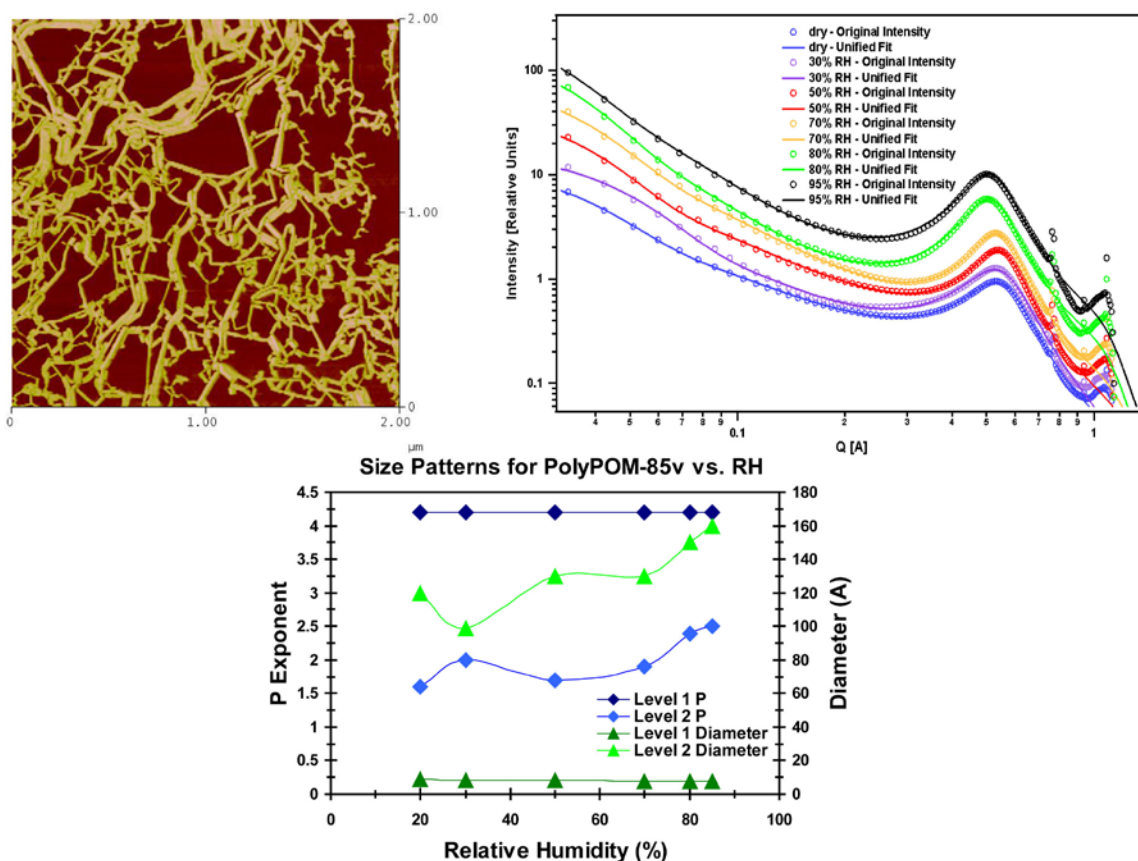 2.00
1.00
0
0
1.00
2.00
µm
dry - Original Intensity
dry - Unified Fit
30% RH - Original Intensity
30% RH - Unified Fit
50% RH - Original Intensity
50% RH - Unified Fit
70% RH - Original Intensity
70% RH - Unified Fit
80% RH - Original Intensity
80% RH - Unified Fit
95% RH - Original Intensity
95% RH - Unified Fit
Intensity [Relative Units]
100
10
1
0.1
4 5 6 7 8 9 0.1 2 3 4 5 6 7 8 9 1
Q [A]
Size Patterns for PolyPOM-85v vs. RH
P Exponent
4.5
4
3.5
3
2.5
2
1.5
1
0.5
0
Level 1 P
Level 2 P
Level 1 Diameter
Level 2 Diameter
180
160
140
120
100
80
60
40
20
0
Diameter (A)
0 20 40 60 80 100
Relative Humidity (%)